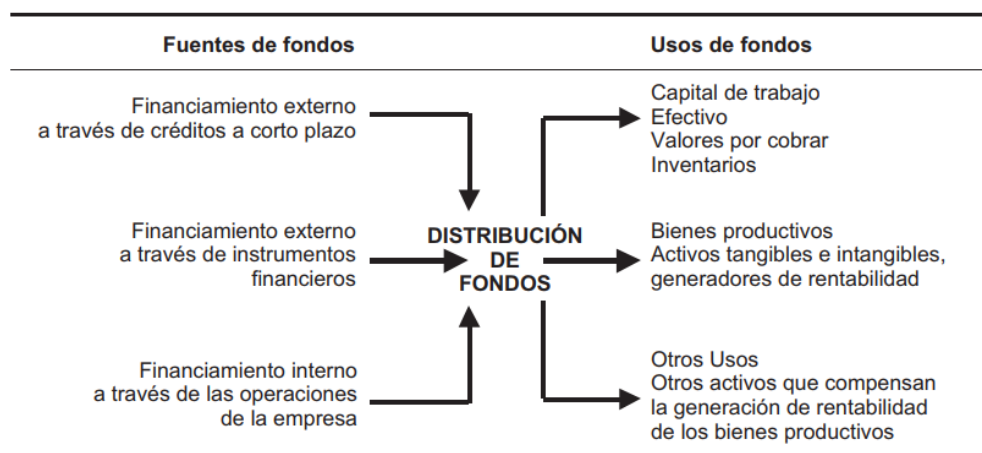 Fuentes de fondos
Usos de fondos
Financiamiento externo
a través de créditos a corto plazo
Financiamiento externo
a través de instrumentos
financieros
Financiamiento interno
a través de las operaciones
de la empresa
DISTRIBUCIÓN
DE
FONDOS
Capital de trabajo
Efectivo
Valores por cobrar
Inventarios
Bienes productivos
Activos tangibles e intangibles,
generadores de rentabilidad
Otros Usos
Otros activos que compensan
la generación de rentabilidad
de los bienes productivos